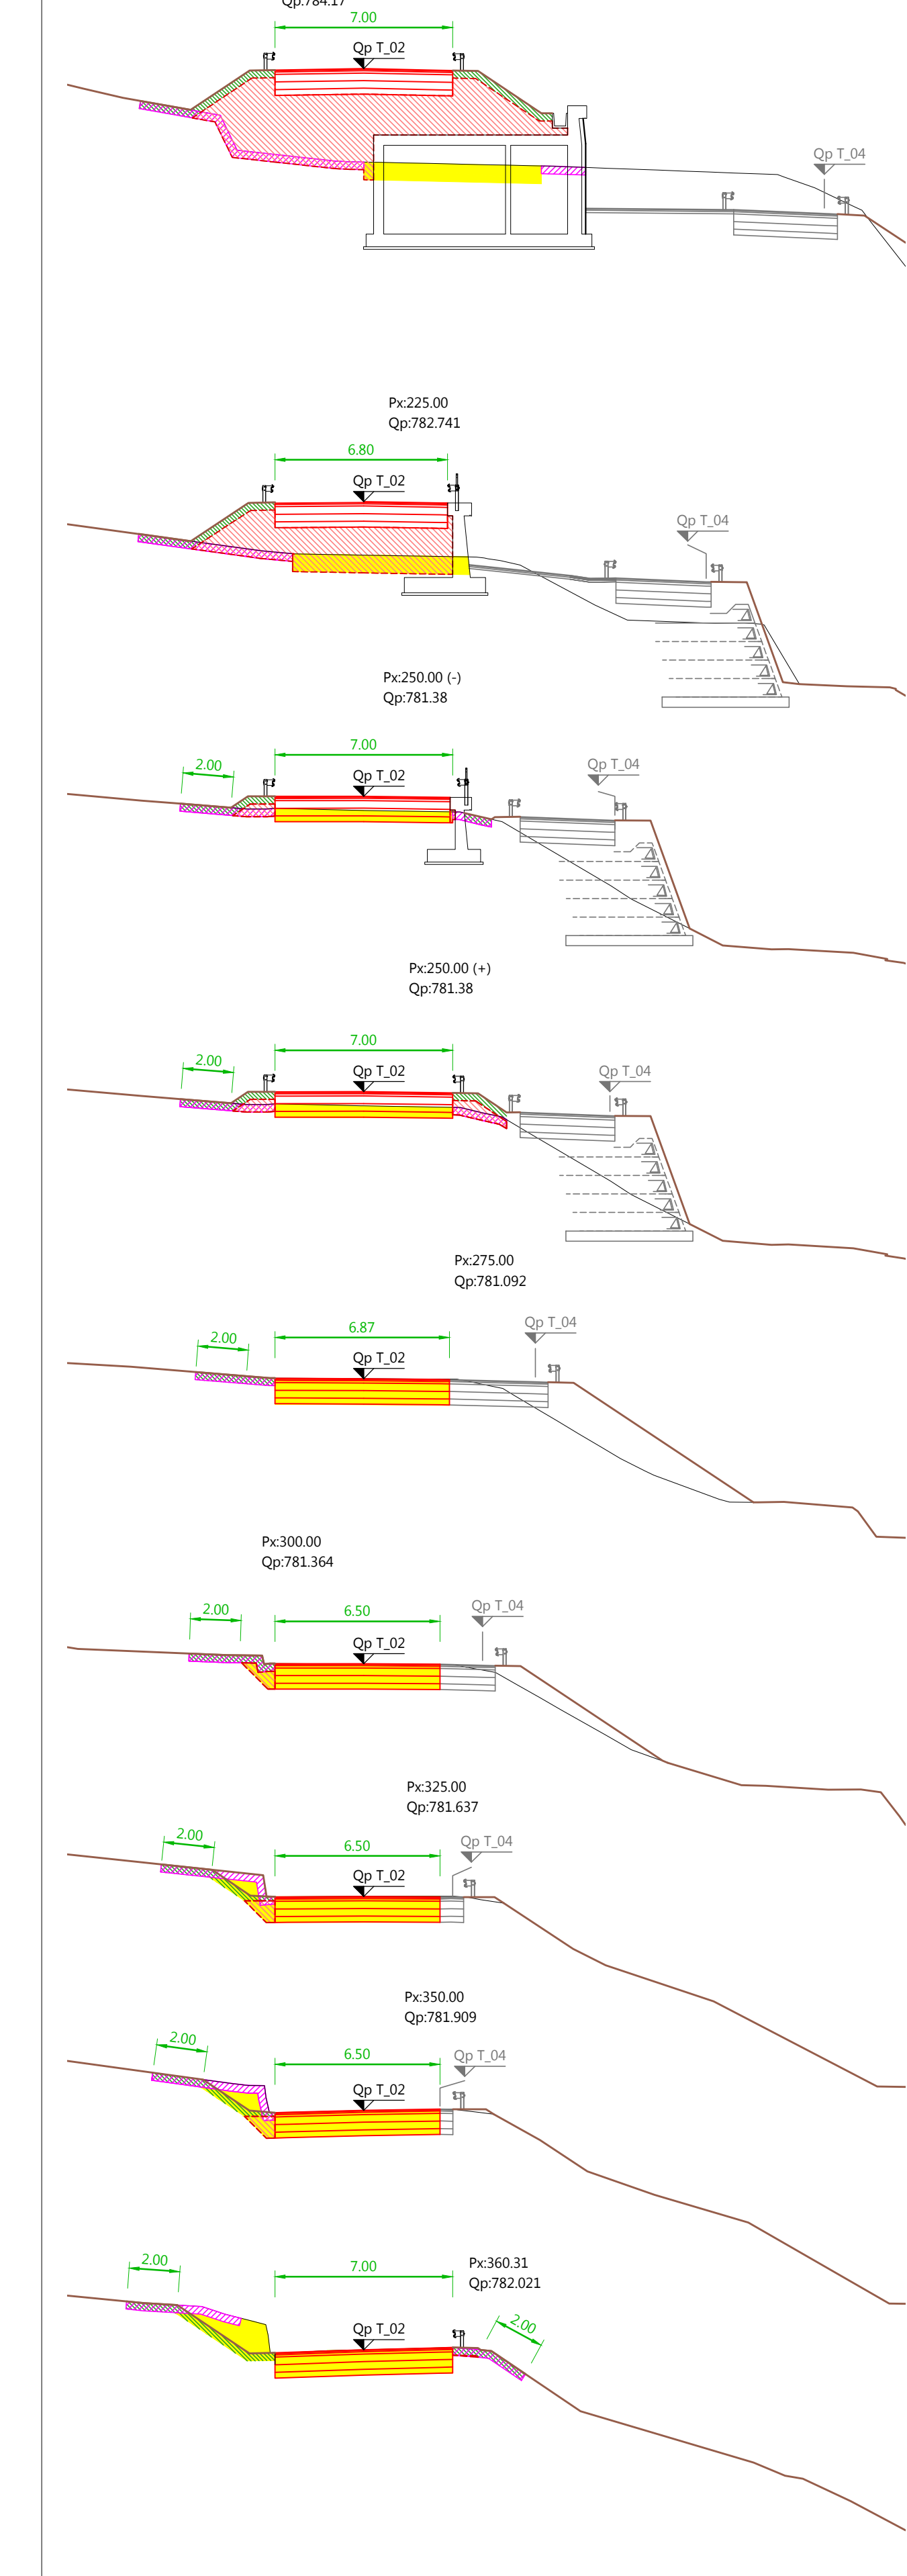 Qp:784.17
7.00
Qp T_02
Qp T_04
Px:225.00
Qp:782.741
6.80
Qp T_02
Qp T_04
Px:250.00 (-)
Qp:781.38
7.00
2.00
Qp T_02
Qp T_04
Px:250.00 (+)
Qp:781.38
7.00
2.00
Qp T_02
Qp T_04
Px:275.00
Qp:781.092
6.87
2.00
Qp T_02
Qp T_04
Px:300.00
Qp:781.364
2.00
6.50
Qp T_02
Qp T_04
Px:325.00
Qp:781.637
2.00
6.50
Qp T_02
Qp T_04
Px:350.00
Qp:781.909
2.00
6.50
Qp T_02
Qp T_04
Px:360.31
Qp:782.021
2.00
7.00
Qp T_02
2.00